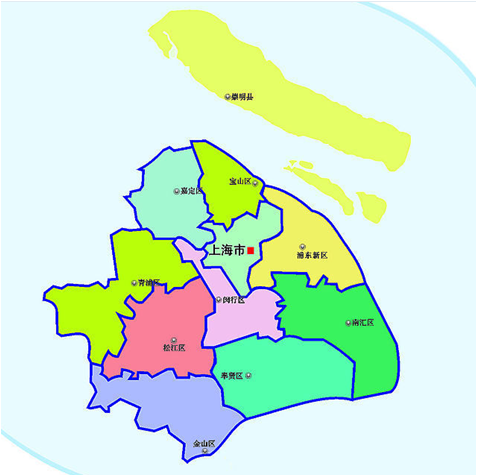 崇明县
宝山区
嘉定区
上海市
浦东新区
青浦区
闵行区
南汇区
松江区
奉贤区
金山区